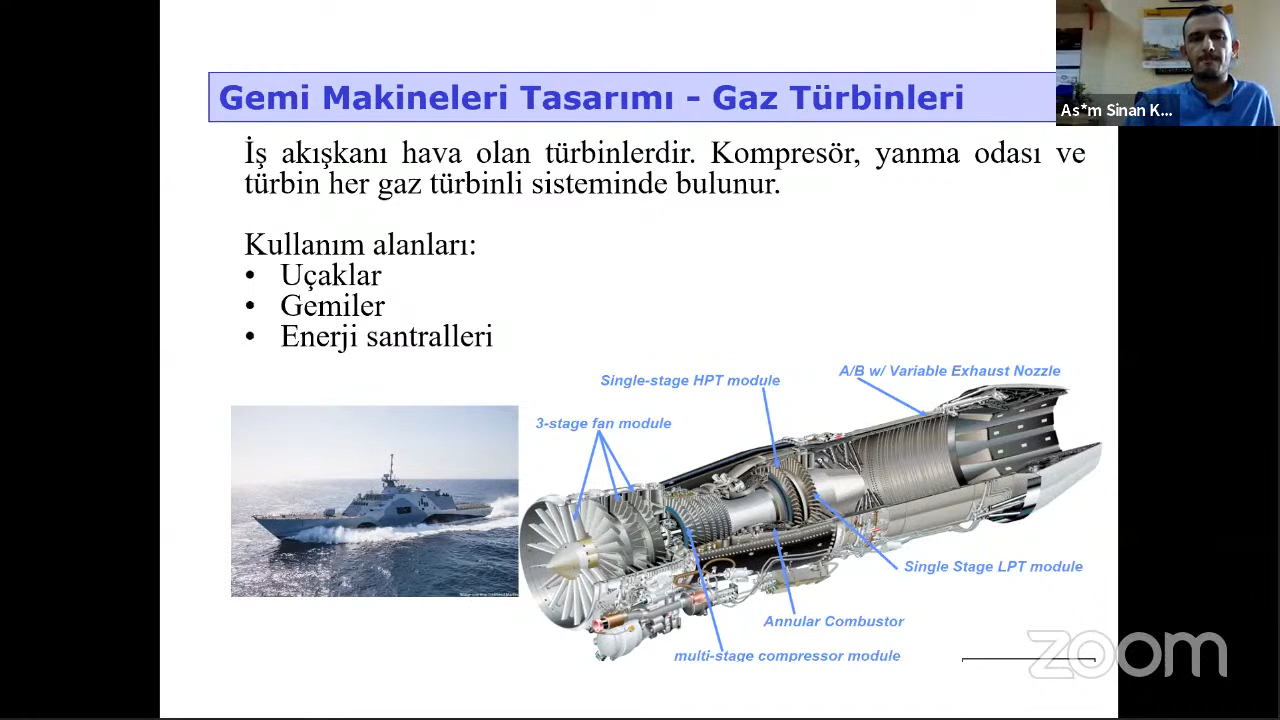 Gemi Makineleri Tasarımı - Gaz Türbinleri
As*m Sinan K...
İş akışkanı hava olan türbinlerdir. Kompresör, yanma odası ve
türbin her gaz türbinli sisteminde bulunur.
Kullanım alanları:
• Uçaklar
• Gemiler
• Enerji santralleri
A/B w/ Variable Exhaust Nozzle
Single-stage HPT module
3-stage fan module
Single Stage LPT module
Annular Combustor
multi-stage compressor module
zoom